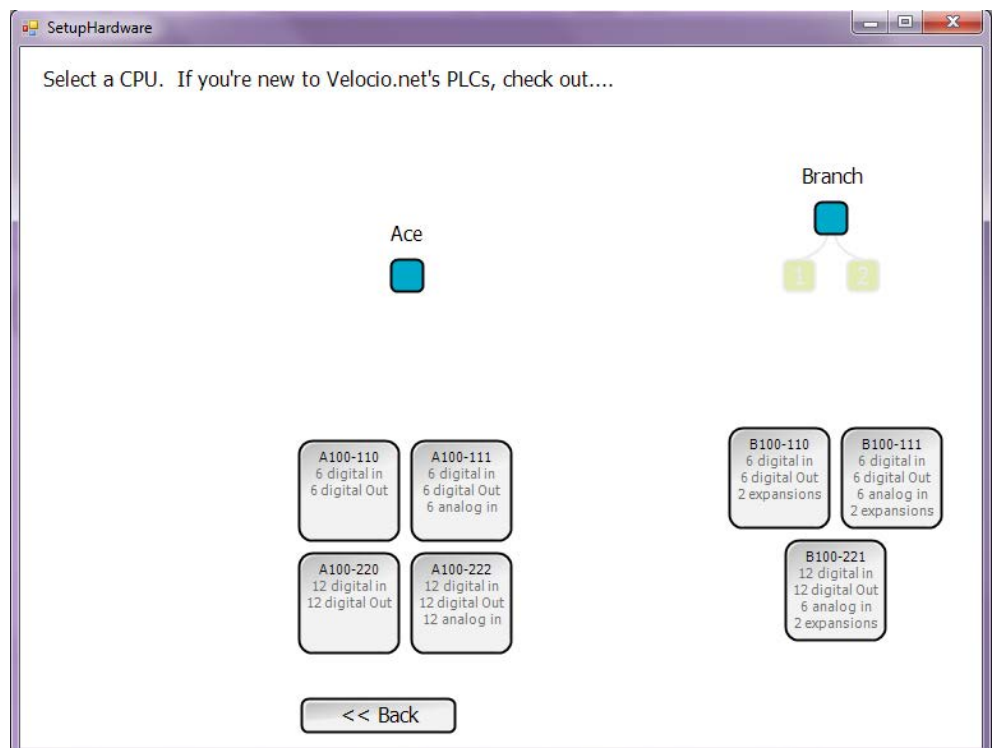 SetupHardware
Select a CPU.  If you're new to Velocio.net's PLCs, check out....
Ace
Branch
1
2
A100-110
6 digital in
6 digital Out
A100-111
6 digital in
6 digital Out
6 analog in
A100-220
12 digital in
12 digital Out
A100-222
12 digital in
12 digital Out
12 analog in
B100-110
6 digital in
6 digital Out
2 expansions
B100-111
6 digital in
6 digital Out
6 analog in
2 expansions
B100-221
12 digital in
12 digital Out
6 analog in
2 expansions
<< Back